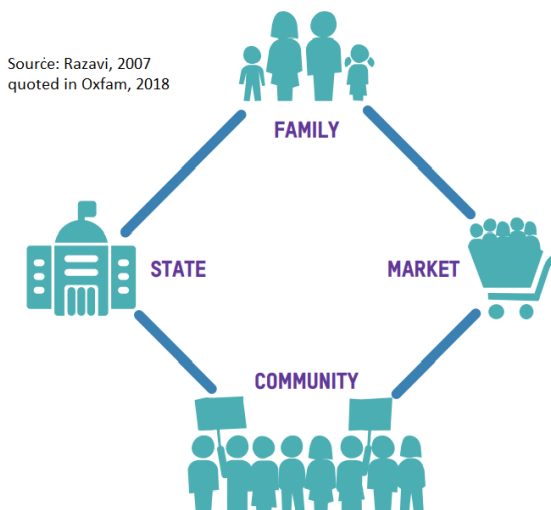 Source: Razavi, 2007
quoted in Oxfam, 2018
FAMILY
STATE
MARKET
COMMUNITY